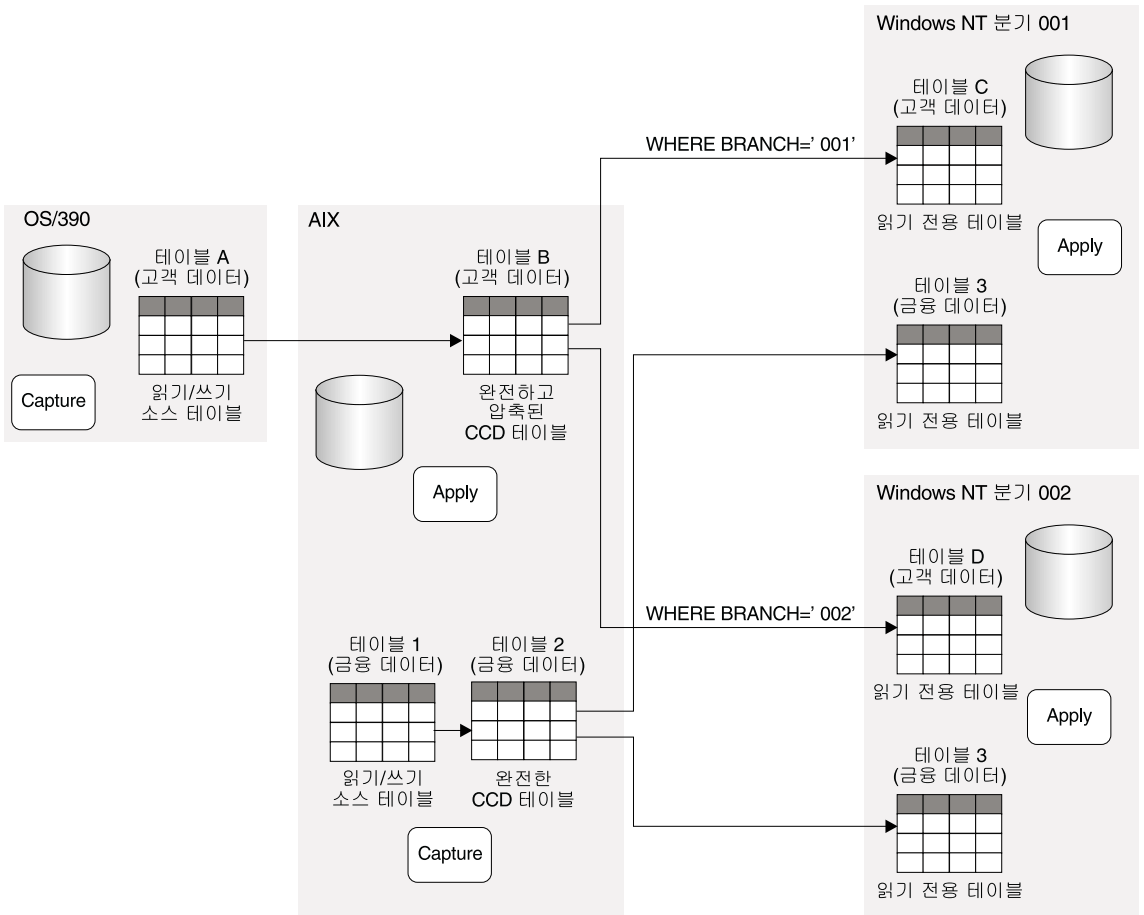 OS/390
테이블 A
(고객 데이터)
Capture
읽기/쓰기
소스 테이블
AIX
테이블 B
(고객 데이터)
완전하고
압축된
CCD 테이블
Apply
테이블 1
(금융 데이터)
읽기/쓰기
소스 테이블
테이블 2
(금융 데이터)
완전한
CCD 테이블
Capture
WHERE BRANCH=' 001'
WHERE BRANCH=' 002'
Windows NT 분기 001
테이블 C
(고객 데이터)
읽기 전용 테이블
Apply
테이블 3
(금융 데이터)
읽기 전용 테이블
Windows NT 분기 002
테이블 D
(고객 데이터)
읽기 전용 테이블
Apply
테이블 3
(금융 데이터)
읽기 전용 테이블